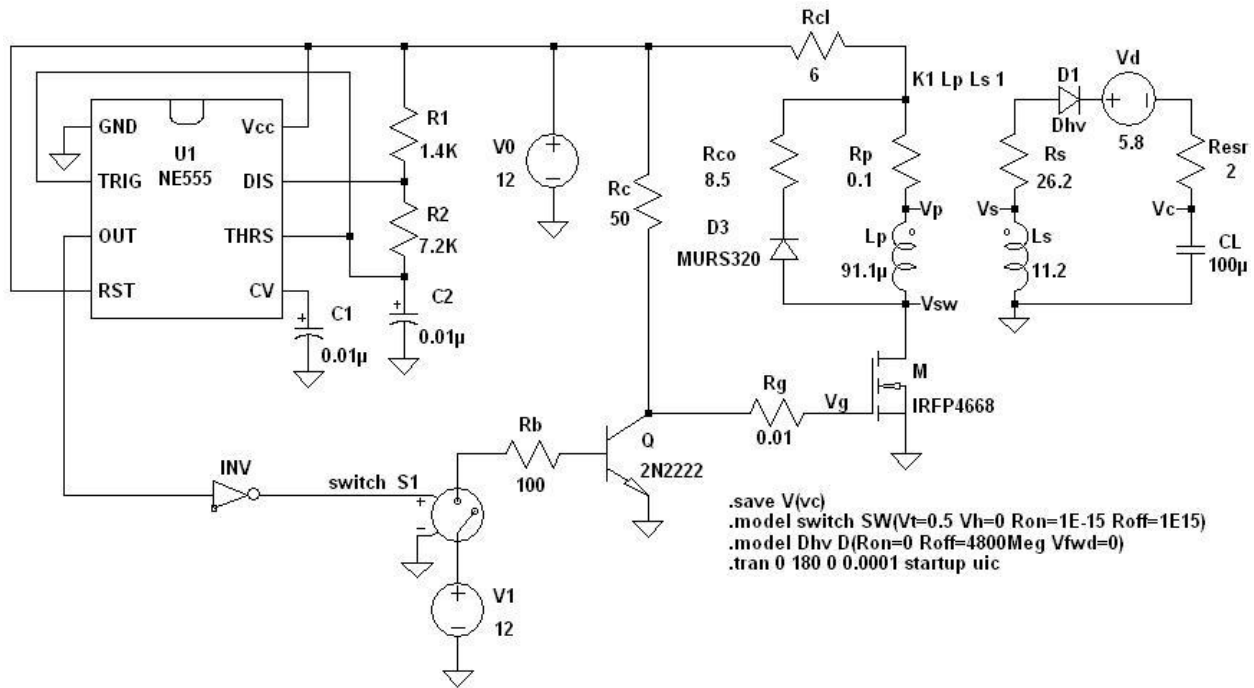 Rcl
6
K1 Lp Ls 1
D1
Dhv
Vd
5.8
GND
Vcc
U1
NE555
TRIG
DIS
OUT
THRS
RST
CV
R1
1.4K
R2
7.2K
C1
0.01µ
C2
0.01µ
V0
12
Rc
50
Rco
8.5
Rp
0.1
Rs
26.2
Resr
2
Vp
Vs
Vc
D3
MURS320
Lp
91.1µ
Ls
11.2
CL
100µ
Vsw
Rg
0.01
Vg
M
IRFP4668
Rb
100
Q
2N2222
INV
switch S1
V1
12
.save V(vc)
.model switch SW(Vt=0.5 Vh=0 Ron=1E-15 Roff=1E15)
.model Dhv D(Ron=0 Roff=4800Meg Vfwd=0)
.tran 0 180 0 0.0001 startup uic